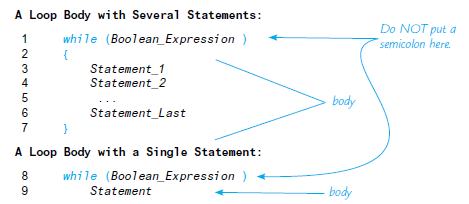 A Loop Body with Several Statements:
1 while (Boolean_Expression )
2 {
3 Statement_1
4 Statement_2
5 ...
6 Statement_Last
7 }
Do NOT put a
semicolon here.
body
A Loop Body with a Single Statement:
8 while (Boolean_Expression )
9 Statement
body